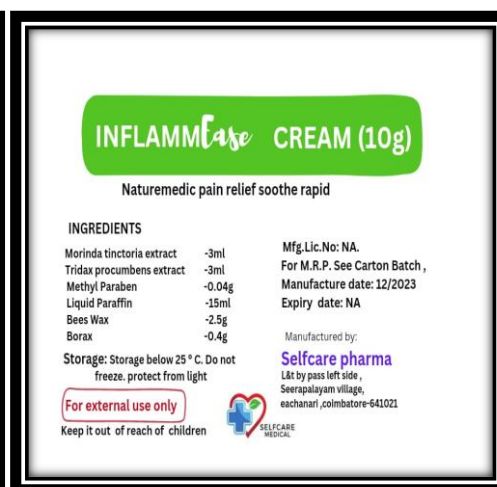 INFLAMMEase CREAM (10g)
Naturemedic pain relief soothe rapid
INGREDIENTS
Morinda tinctoria extract -3ml
Tridax procumbens extract -3ml
Methyl Paraben -0.04g
Liquid Paraffin -15ml
Bees Wax -2.5g
Borax -0.4g
Storage: Storage below 25 ° C. Do not
freeze. protect from light
For external use only
Keep it out of reach of children
SELFCARE
MEDICAL
Mfg.Lic.No: NA.
For M.R.P. See Carton Batch ,
Manufacture date: 12/2023
Expiry date: NA
Manufactured by:
Selfcare pharma
L&t by pass left side ,
Seerapalayam village,
eachanari ,coimbatore-641021